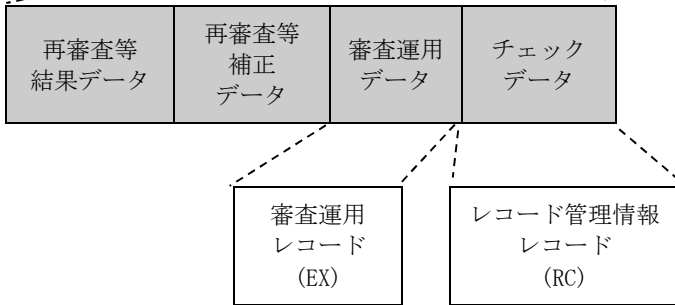 再審査等
結果データ
再審査等
補正
データ
審査運用
データ
チェック
データ
審査運用
レコード
(EX)
レコード管理情報
レコード
(RC)